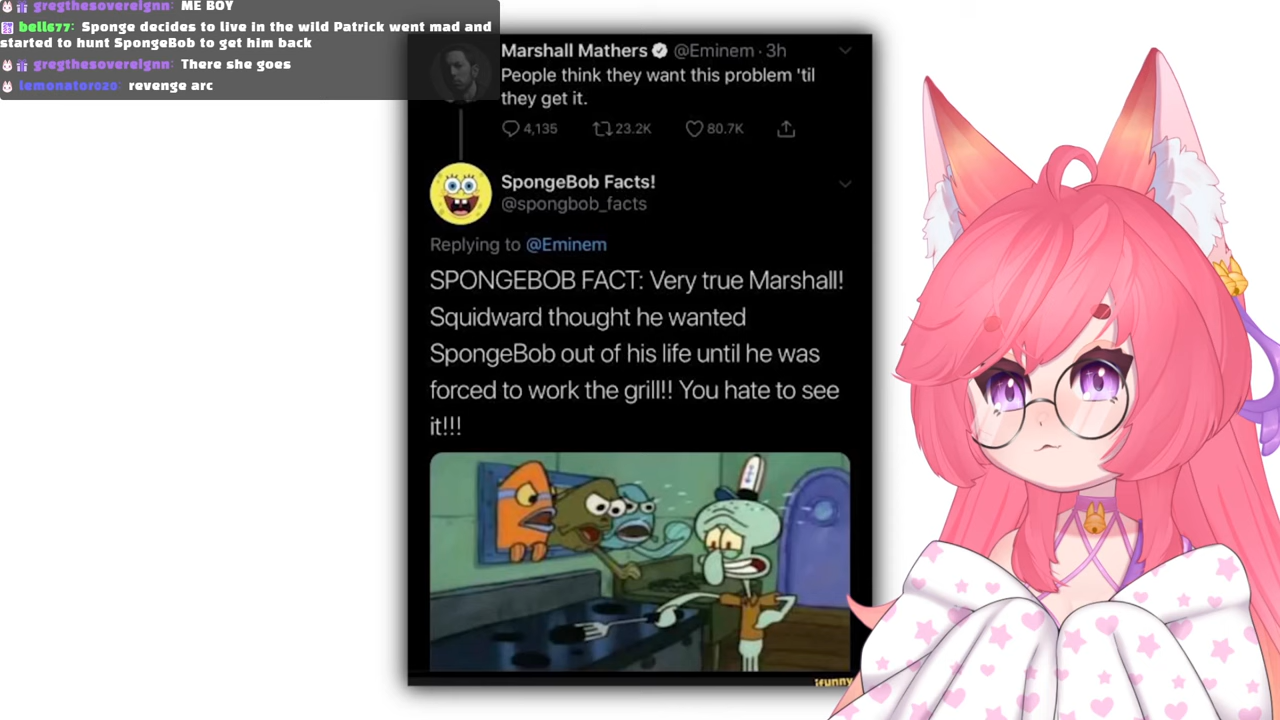 gregthesovereignn: ME BOY
bell677: Sponge decides to live in the wild Patrick went mad and
started to hunt SpongeBob to get him back
gregthesovereignn: There she goes
lemonator020: revenge arc
Marshall Mathers @Eminem · 3h
People think they want this problem 'til
they get it.
4,135 23.2K 80.7K
SpongeBob Facts!
@spongbob_facts
Replying to @Eminem
SPONGEBOB FACT: Very true Marshall!
Squidward thought he wanted
SpongeBob out of his life until he was
forced to work the grill!! You hate to see
it!!!
ifunny